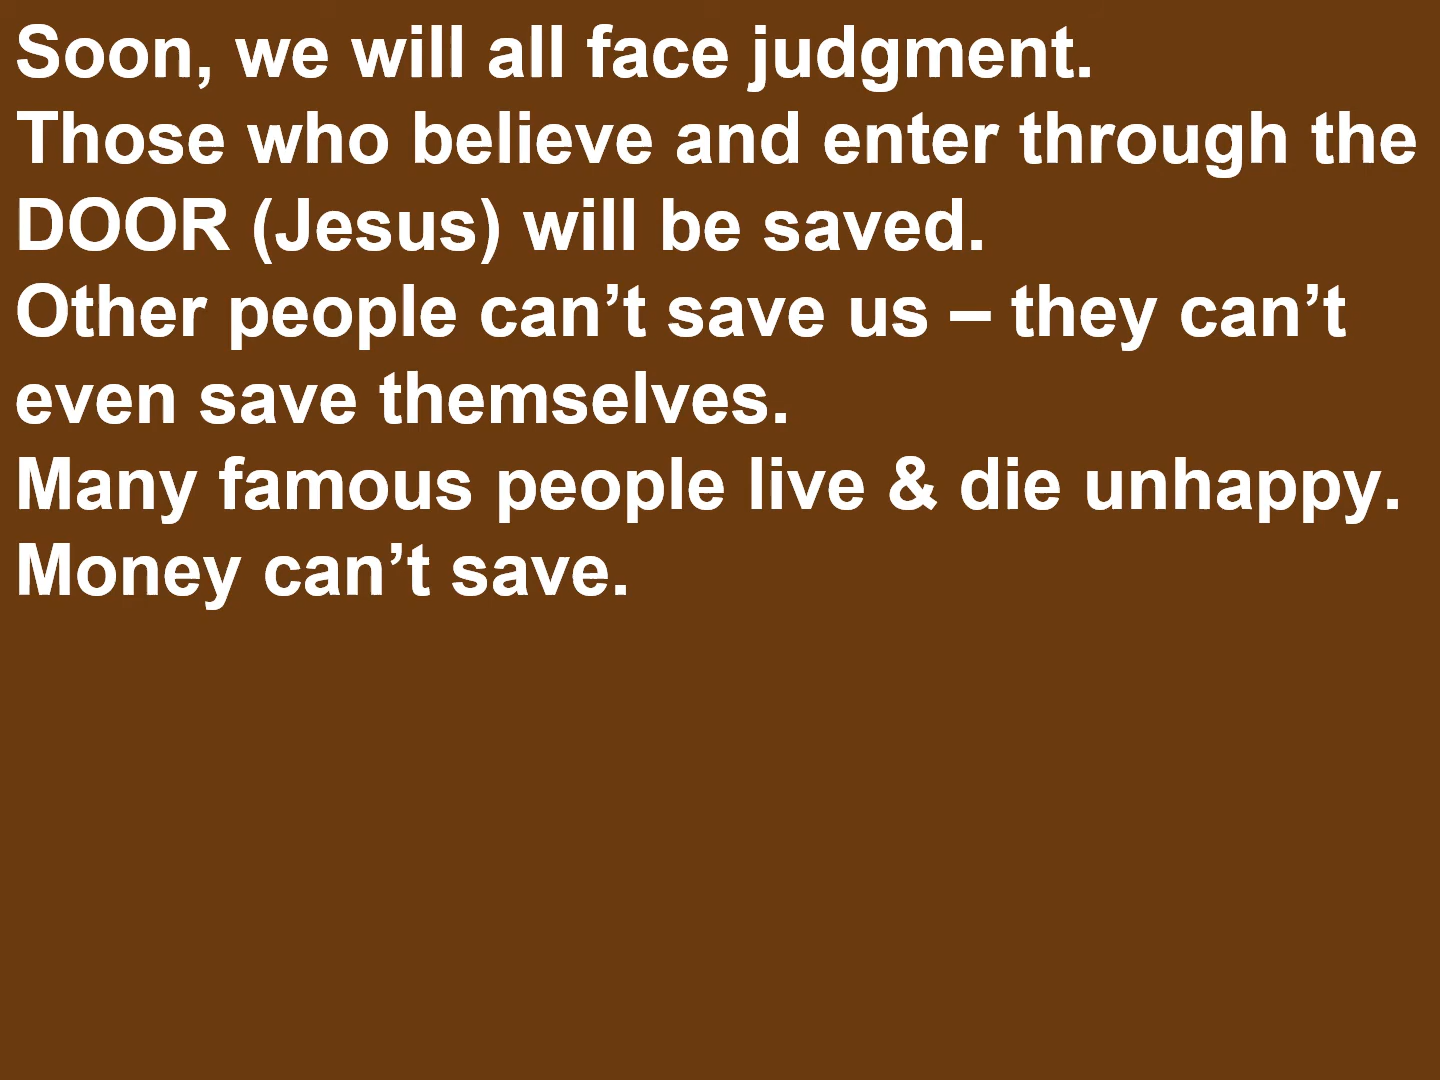 Soon, we will all face judgment.
Those who believe and enter through the
DOOR (Jesus) will be saved.
Other people can’t save us – they can’t
even save themselves.
Many famous people live & die unhappy.
Money can’t save.